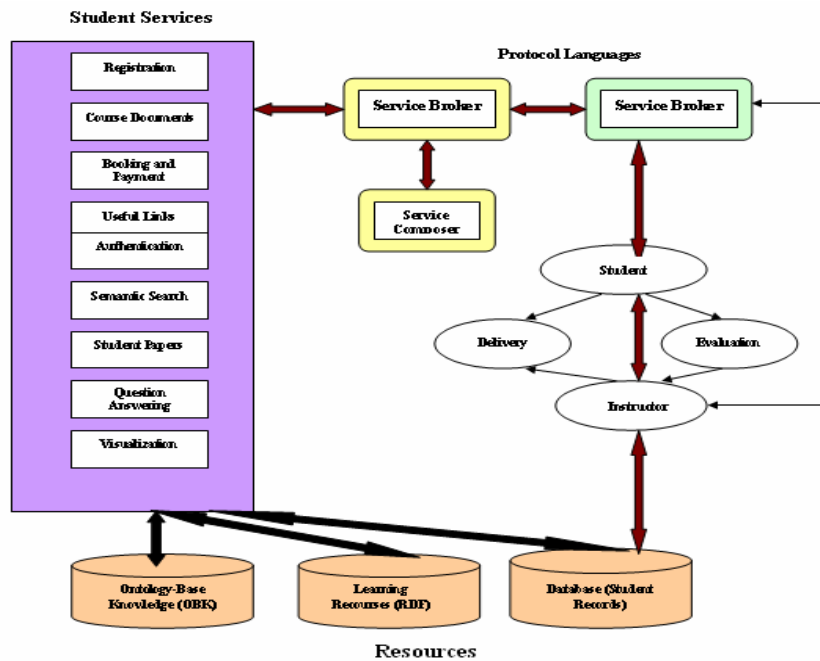 Student Services
Registration
Course Documents
Booking and
Payment
Useful Links
Authentication
Semantic Search
Student Papers
Question
Answering
Visualization
Protocol Languages
Service Broker
Service Broker
Service
Composer
Student
Delivery
Evaluation
Instructor
Ontology-Base
Knowledge (OBK)
Learning
Recourses (RDF)
Database (Student
Records)
Resources